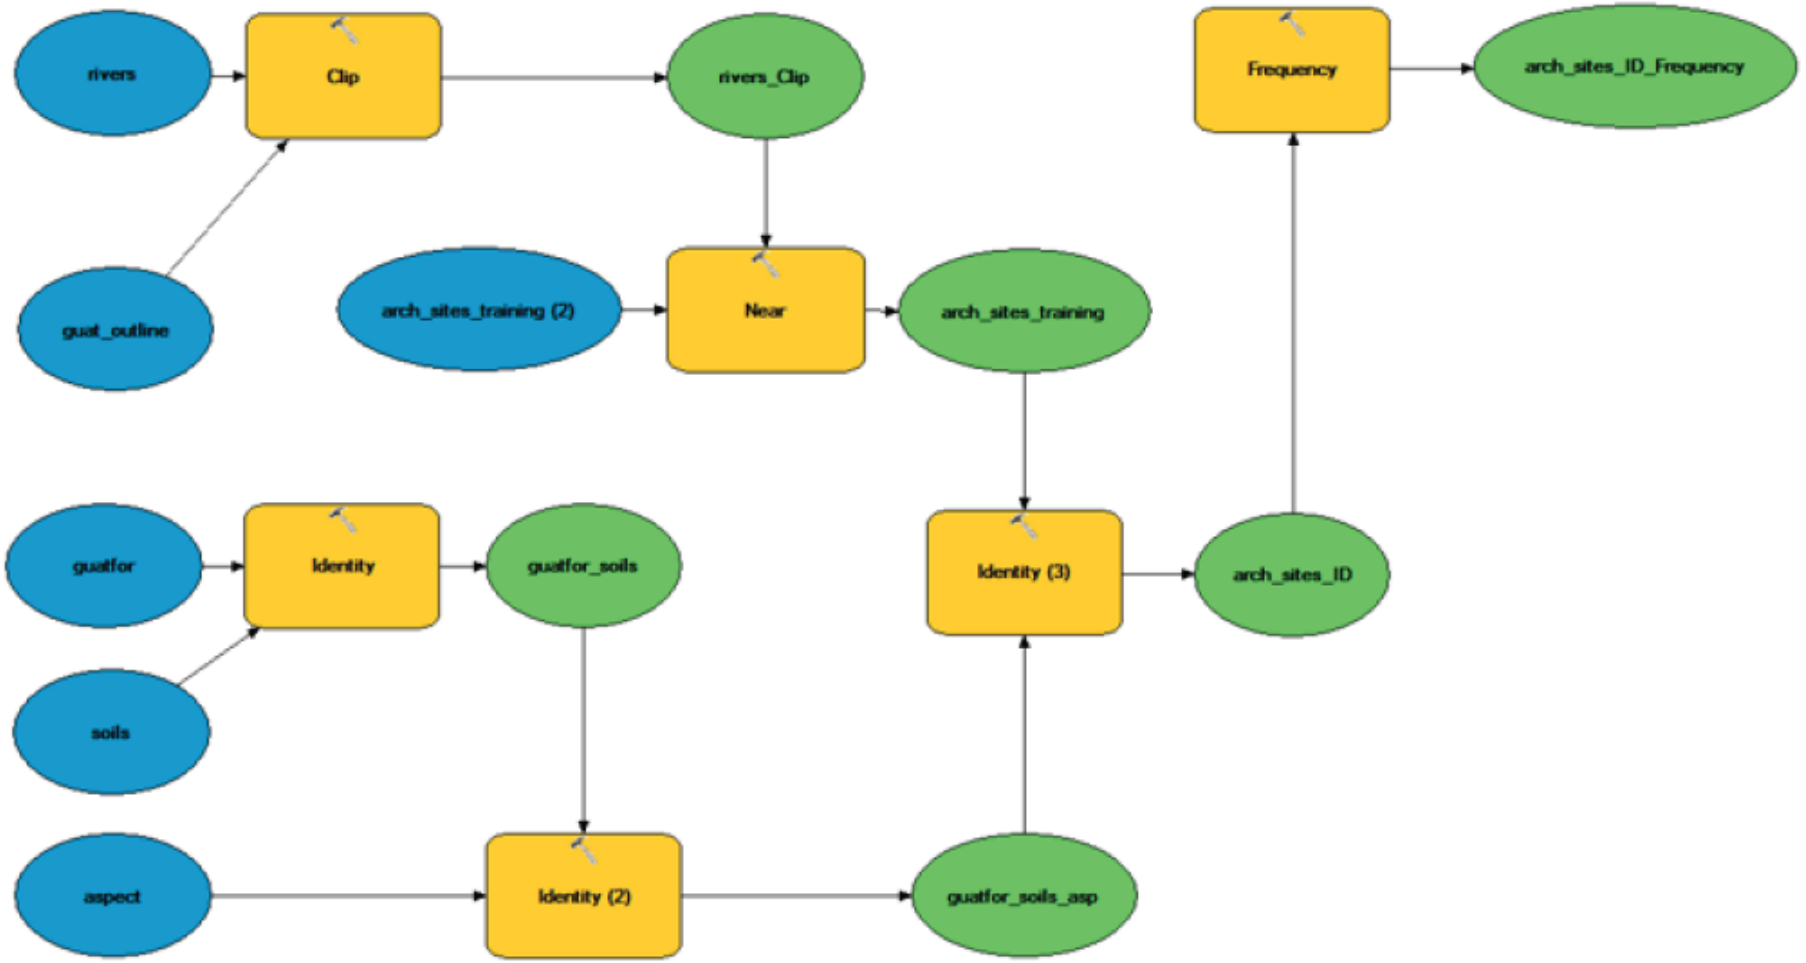 rivers
Clip
rivers_Clip
Frequency
arch_sites_ID_Frequency
guat_outline
arch_sites_training (2)
Near
arch_sites_training
guatfor
Identity
guatfor_soils
Identity (3)
arch_sites_ID
soils
aspect
Identity (2)
guatfor_soils_asp